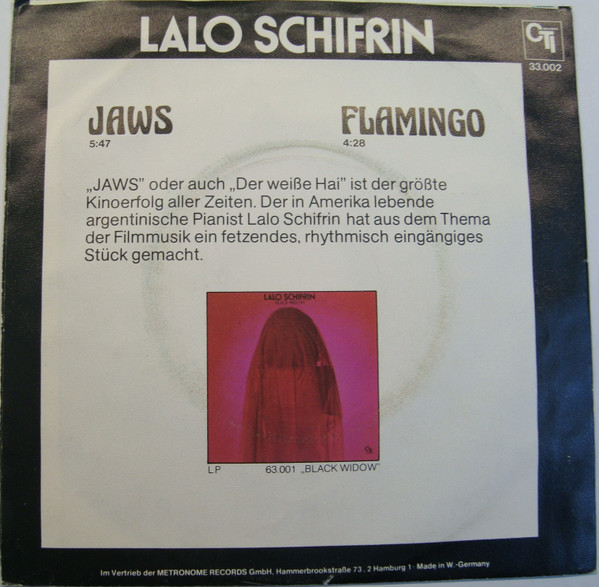 LALO SCHIFRIN
CTI
33.002
JAWS
5:47
FLAMINGO
4:28
„JAWS” oder auch „Der weiße Hai” ist der größte
Kinoerfolg aller Zeiten. Der in Amerika lebende
argentinische Pianist Lalo Schifrin hat aus dem Thema
der Filmmusik ein fetzendes, rhythmisch eingängiges
Stück gemacht.
LALO SCHIFRIN
BLACK WIDOW
LP 63.001 „BLACK WIDOW”
Im Vertrieb der METRONOME RECORDS GmbH, Hammerbrookstraße 73, 2 Hamburg 1 · Made in W.-Germany